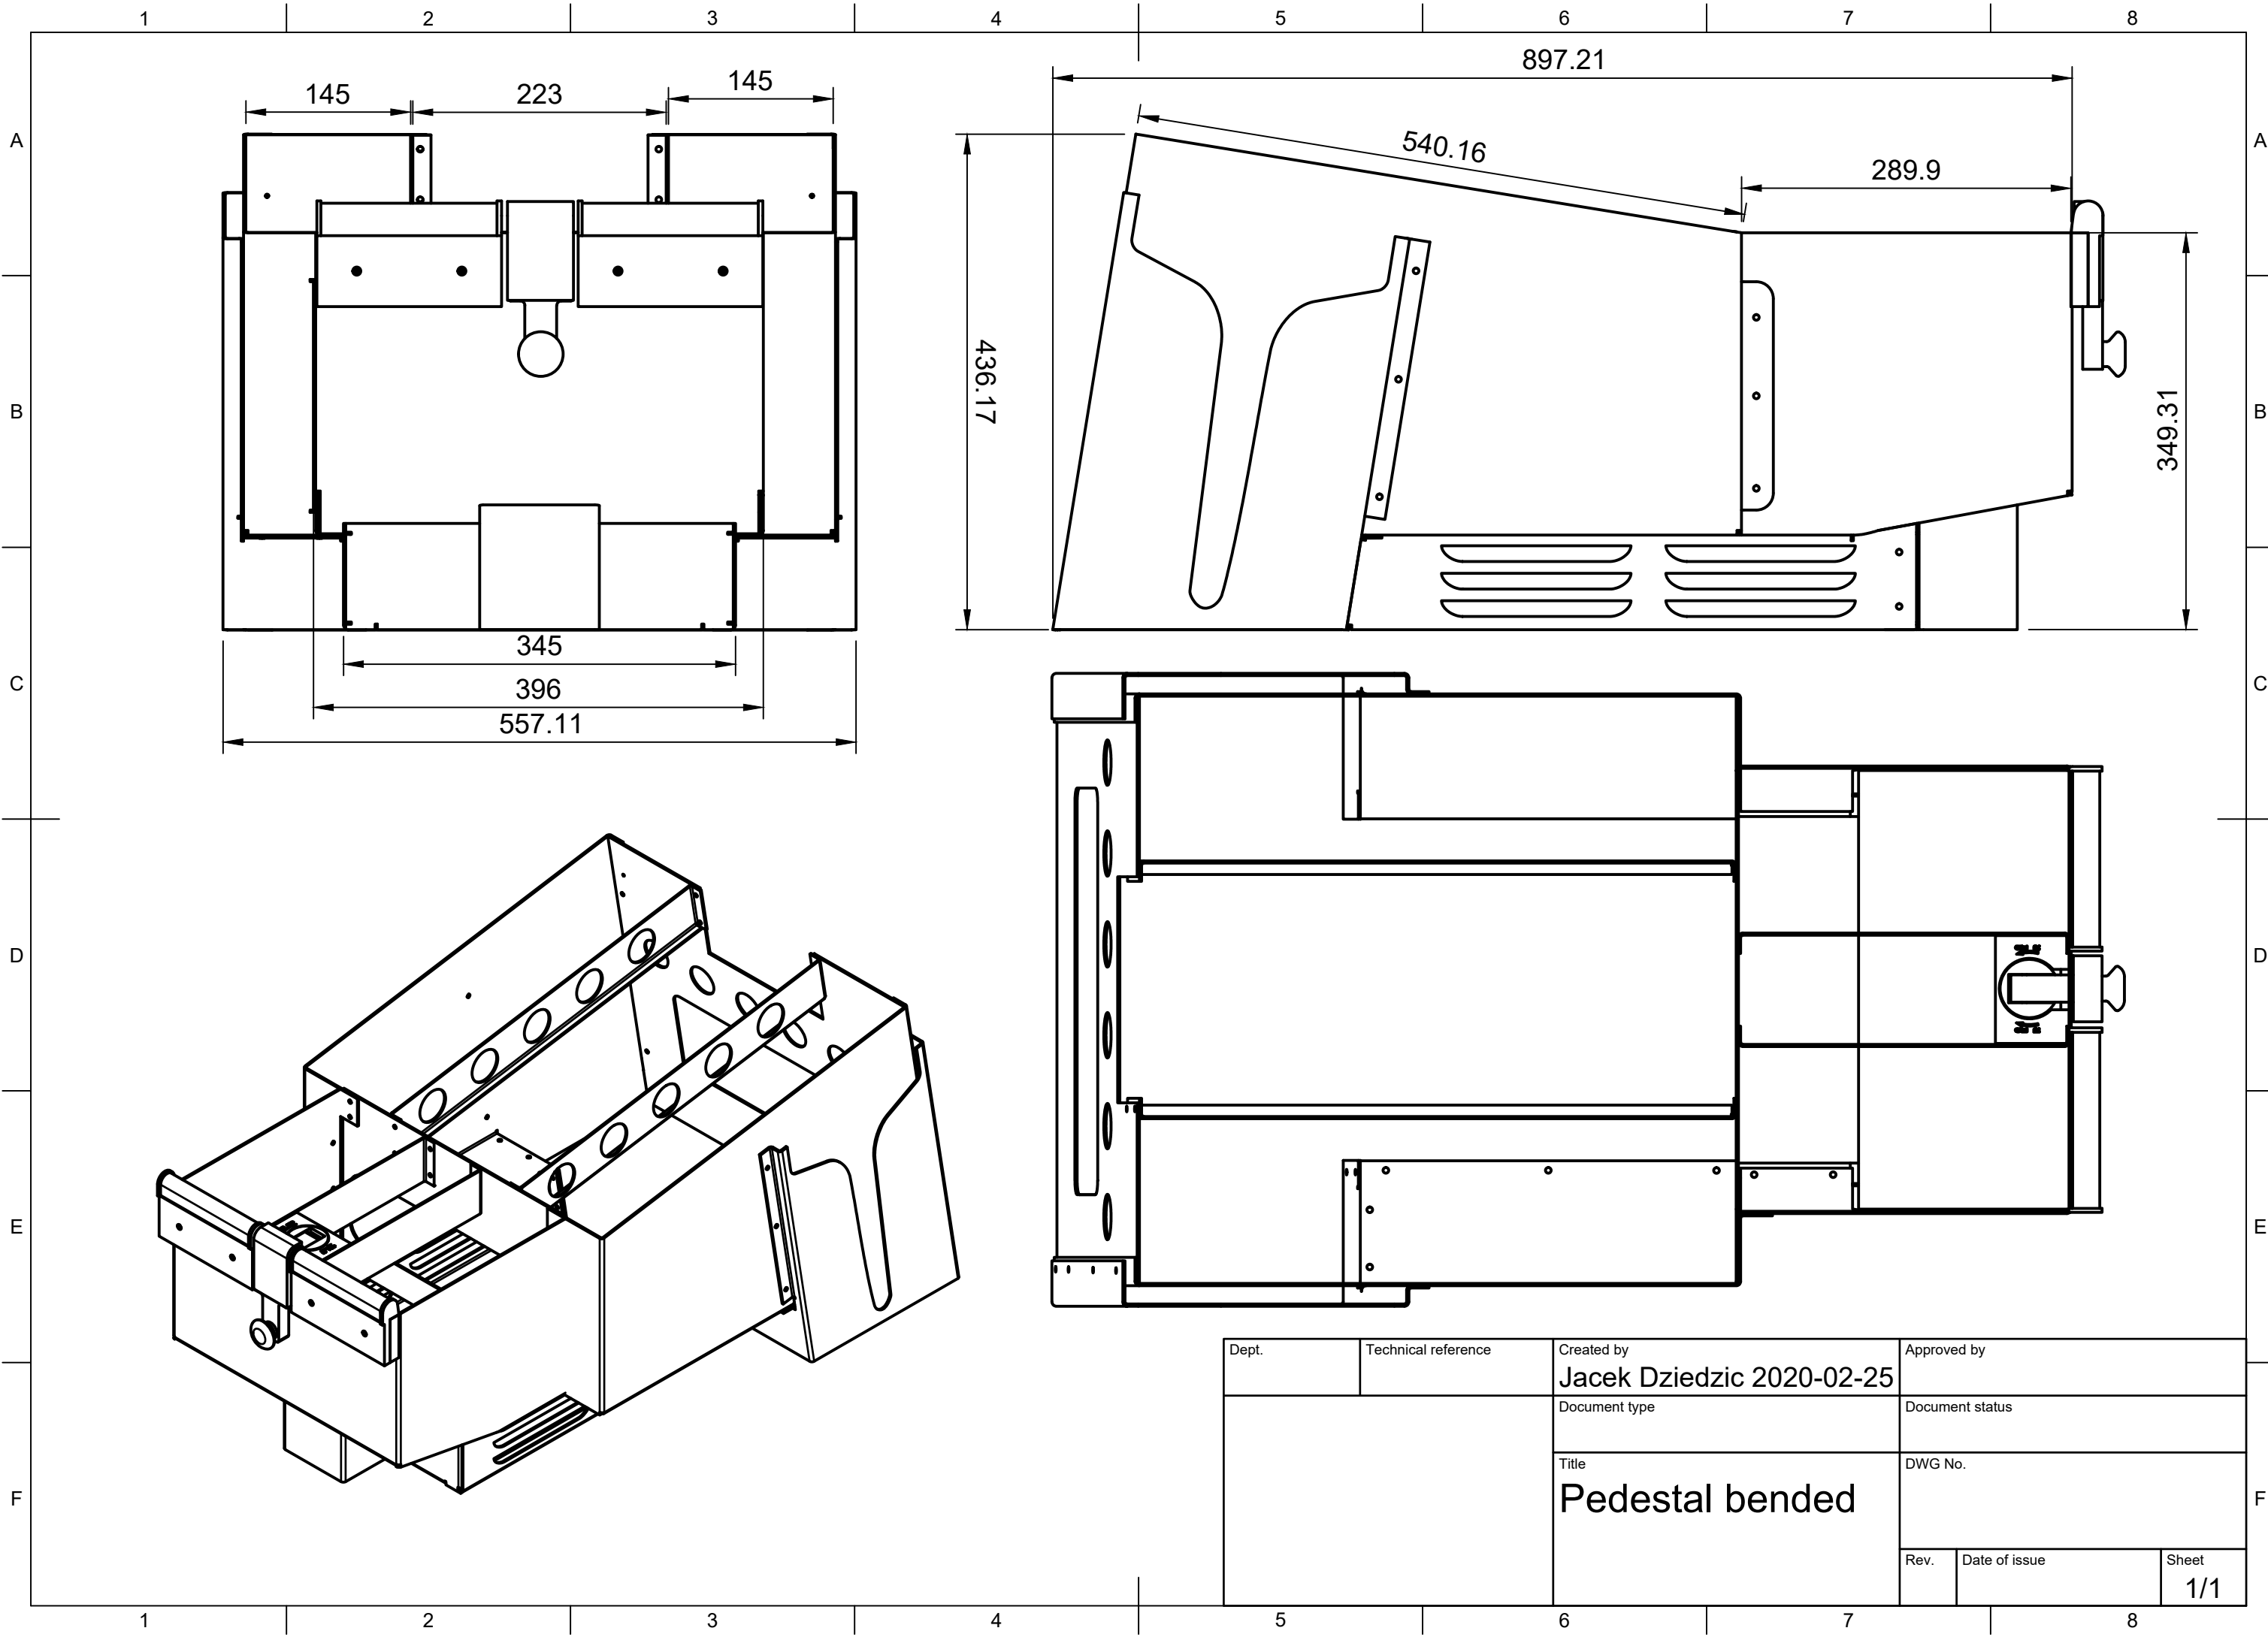 1 2 3 4 5 6 7 8
897.21
145 223 145
540.16
289.9
A A
436.17
349.31
B B
345
396
557.11
C C
D D
E E
Dept. Technical reference Created by Approved by
Jacek Dziedzic 2020-02-25
Document type Document status
Title DWG No.
Pedestal bended
F F
Rev. Date of issue Sheet
1/1
1 2 3 4 5 6 7 8